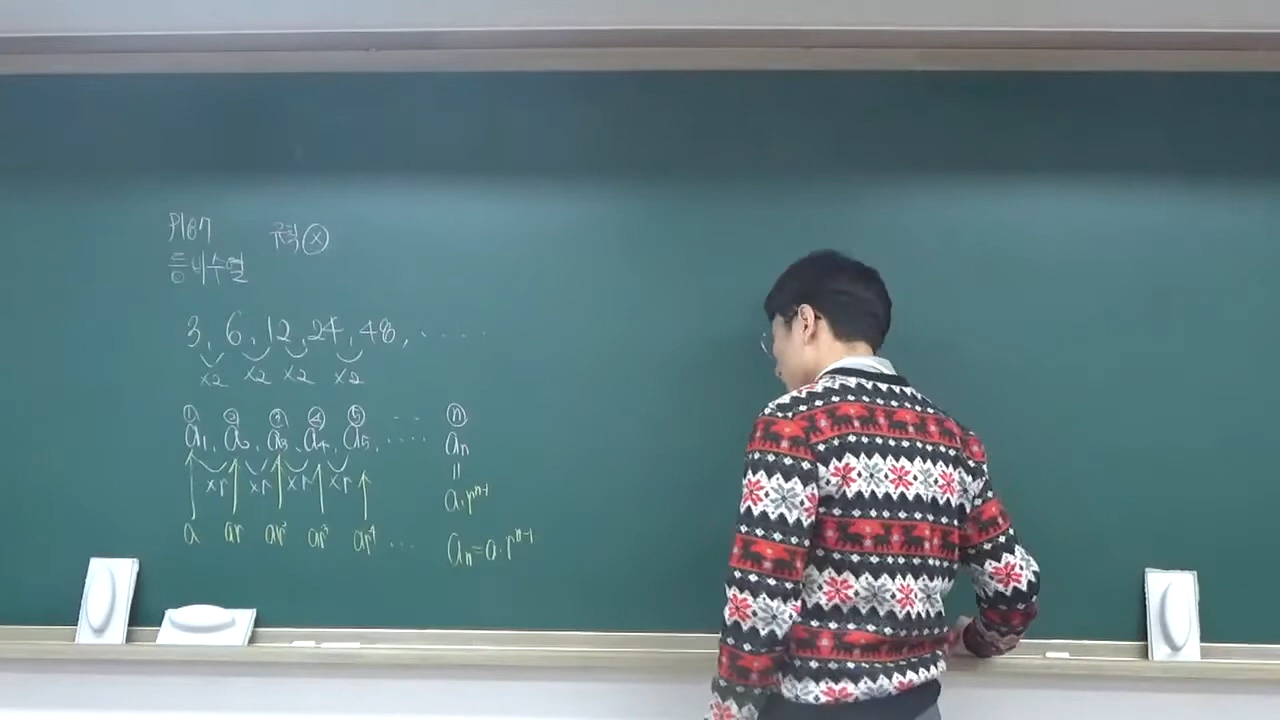 P187 규칙 ⓧ
등비수열
3, 6, 12, 24, 48, ·····
×2 ×2 ×2 ×2
① ② ③ ④ ⑤ ··· ⓝ
a₁, a₂, a₃, a₄, a₅, ···· aₙ
×r ×r ×r ×r =
a·rⁿ⁻¹
a ar ar² ar³ ar⁴ ··· aₙ=a·rⁿ⁻¹